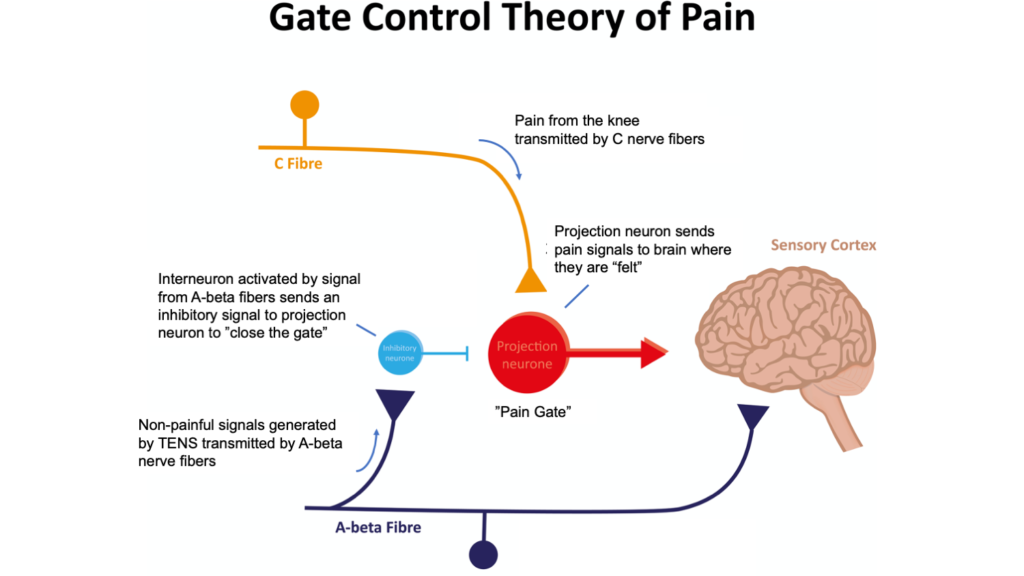 Gate Control Theory of Pain
Pain from the knee
transmitted by C nerve fibers
C Fibre
Projection neuron sends
: pain signals to brain where
they are “felt”
Sensory Cortex
Interneuron activated by signal
from A-beta fibers sends an
inhibitory signal to projection
neuron to ”close the gate”
Inhibitory
neurone
Projection
neurone
”Pain Gate”
Non-painful signals generated
by TENS transmitted by A-beta
nerve fibers
A-beta Fibre